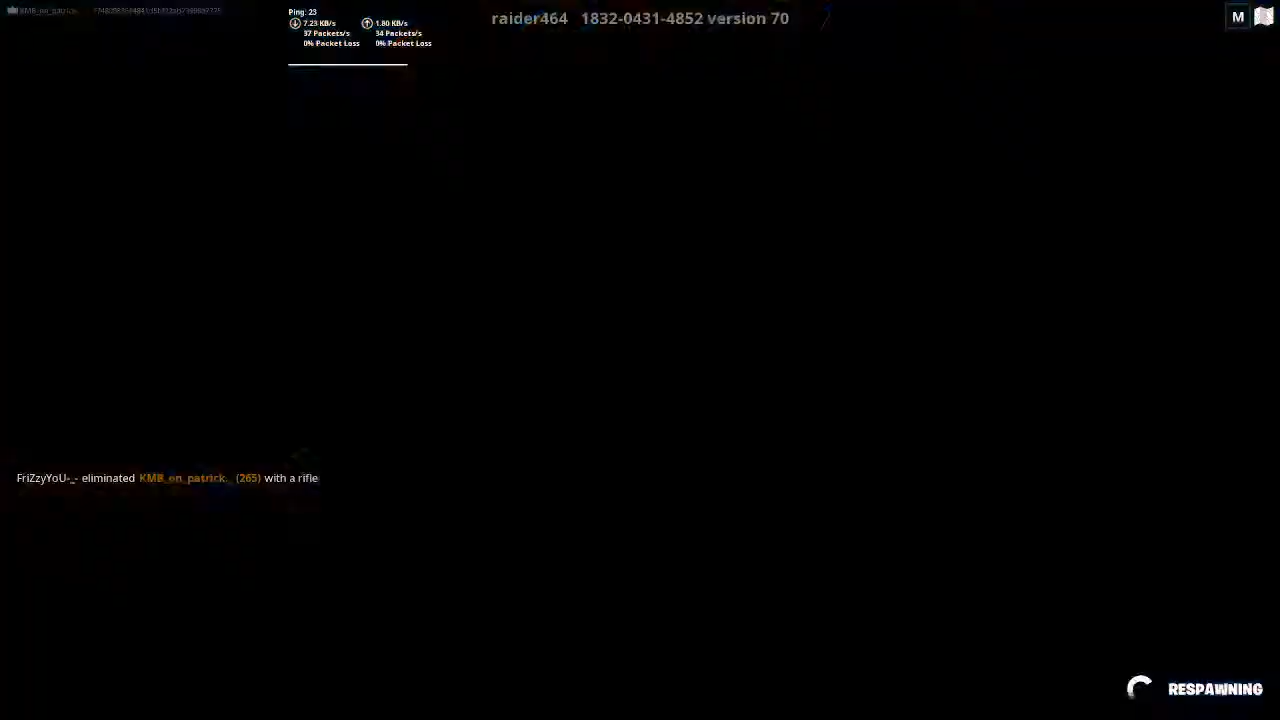 Ping: 23
7.23 KB/s 1.80 KB/s
37 Packets/s 34 Packets/s
0% Packet Loss 0% Packet Loss
raider464 1832-0431-4852 version 70
M
FriZzyYoU-_- eliminated KMB_on_patrick._ (265) with a rifle
RESPAWNING